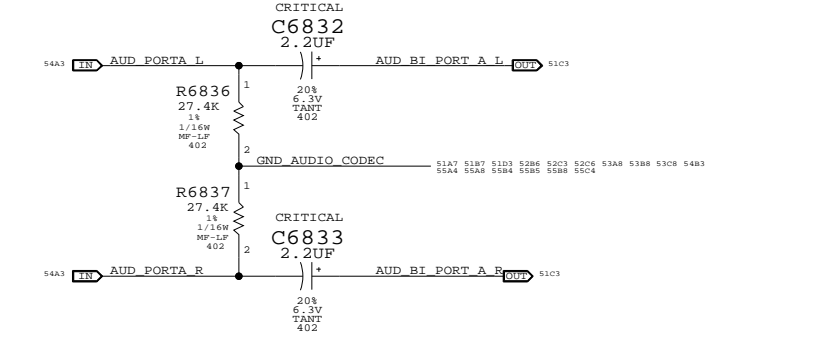 CRITICAL
C6832
2.2UF
54A3 IN AUD_PORTA_L + AUD_BI_PORT_A_L OUT 51C3
1
20%
6.3V
TANT
402
R6836
27.4K
1%
1/16W
MF-LF
402
2
GND_AUDIO_CODEC
51A7 51B7 51D3 52B6 52C3 52C6 53A8 53B8 53C8 54B3
55A4 55A8 55B4 55B5 55B8 55C4
1
R6837
27.4K
1%
1/16W
MF-LF
402
2
CRITICAL
C6833
2.2UF
54A3 IN AUD_PORTA_R + AUD_BI_PORT_A_R OUT 51C3
20%
6.3V
TANT
402